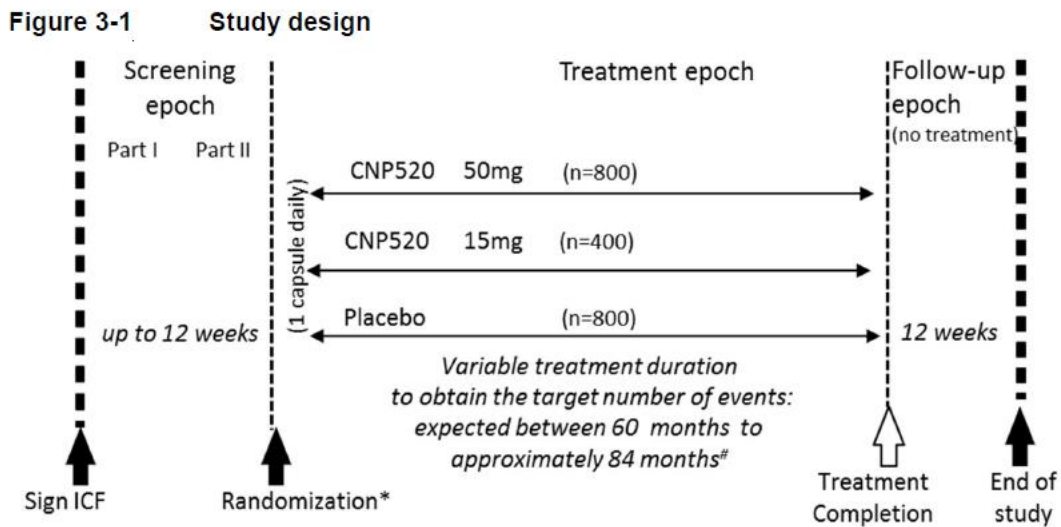 Figure 3-1 Study design
Screening
epoch
Part I Part II
Treatment epoch
Follow-up
epoch
(no treatment)
(1 capsule daily)
CNP520 50mg (n=800)
CNP520 15mg (n=400)
Placebo (n=800)
up to 12 weeks
12 weeks
Variable treatment duration
to obtain the target number of events:
expected between 60 months to
approximately 84 months#
Sign ICF
Randomization*
Treatment
Completion
End of
study